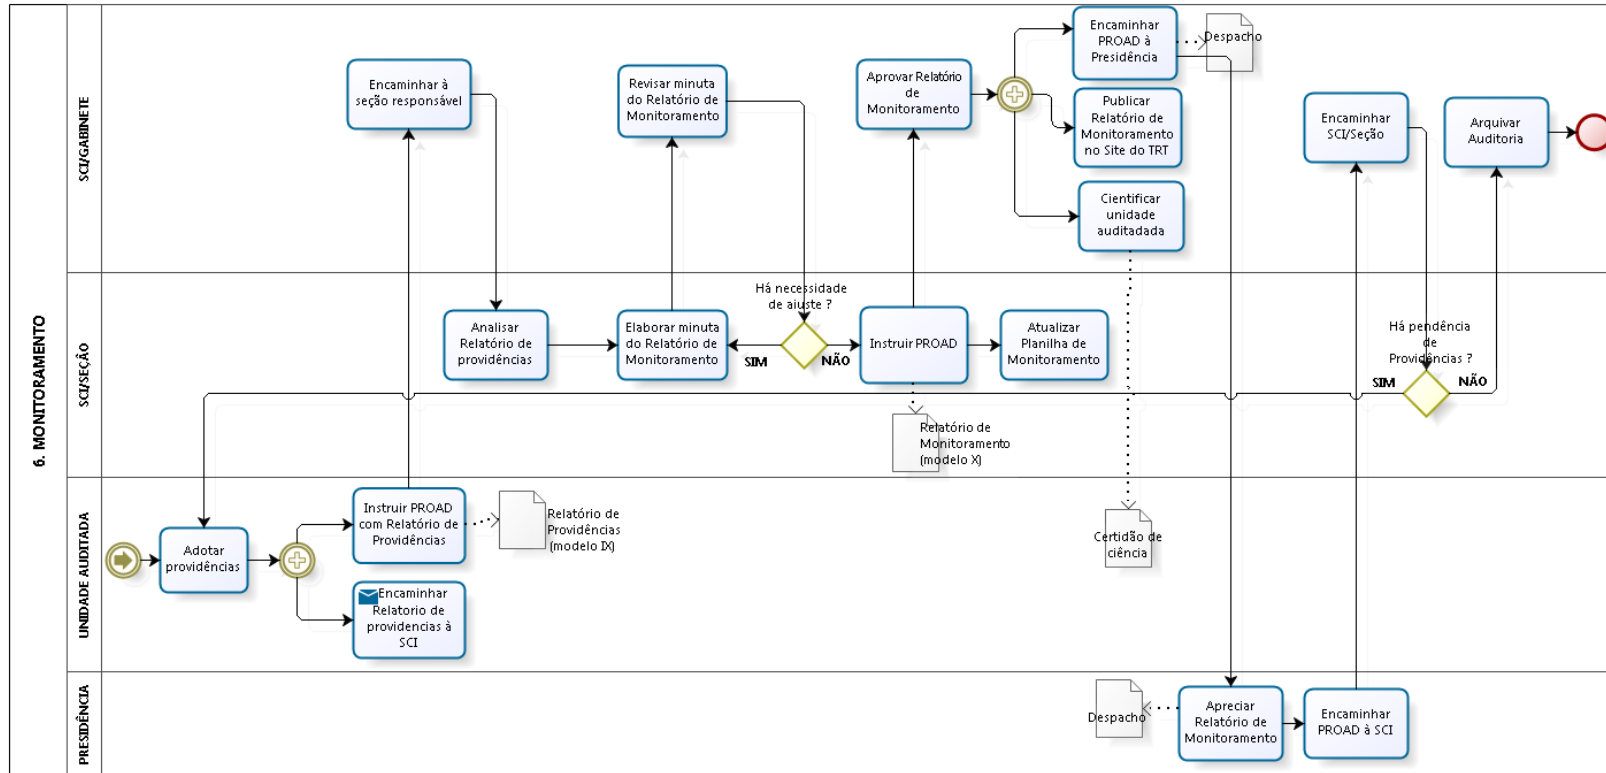 6. MONITORAMENTO
SCI/GABINETE
Encaminhar à
seção responsável
Revisar minuta
do Relatório de
Monitoramento
Aprovar Relatório
de
Monitoramento
Encaminhar
PROAD à
Presidência
Despacho
Publicar
Relatório de
Monitoramento
no Site do TRT
Cientificar
unidade
auditadada
Encaminhar
SCI/Seção
Arquivar
Auditoria
SCI/SEÇÃO
Analisar
Relatório de
providências
Elaborar minuta
do Relatório de
Monitoramento
Há necessidade
de ajuste ?
SIM
NÃO
Instruir PROAD
Atualizar
Planilha de
Monitoramento
Relatório de
Monitoramento
(modelo X)
Há pendência
de
Providências ?
SIM
NÃO
UNIDADE AUDITADA
Adotar
providências
Instruir PROAD
com Relatório de
Providências
Relatório de
Providências
(modelo IX)
Encaminhar
Relatorio de
providencias à
SCI
Certidão de
ciência
PRESIDÊNCIA
Despacho
Apreciar
Relatório de
Monitoramento
Encaminhar
PROAD à SCI